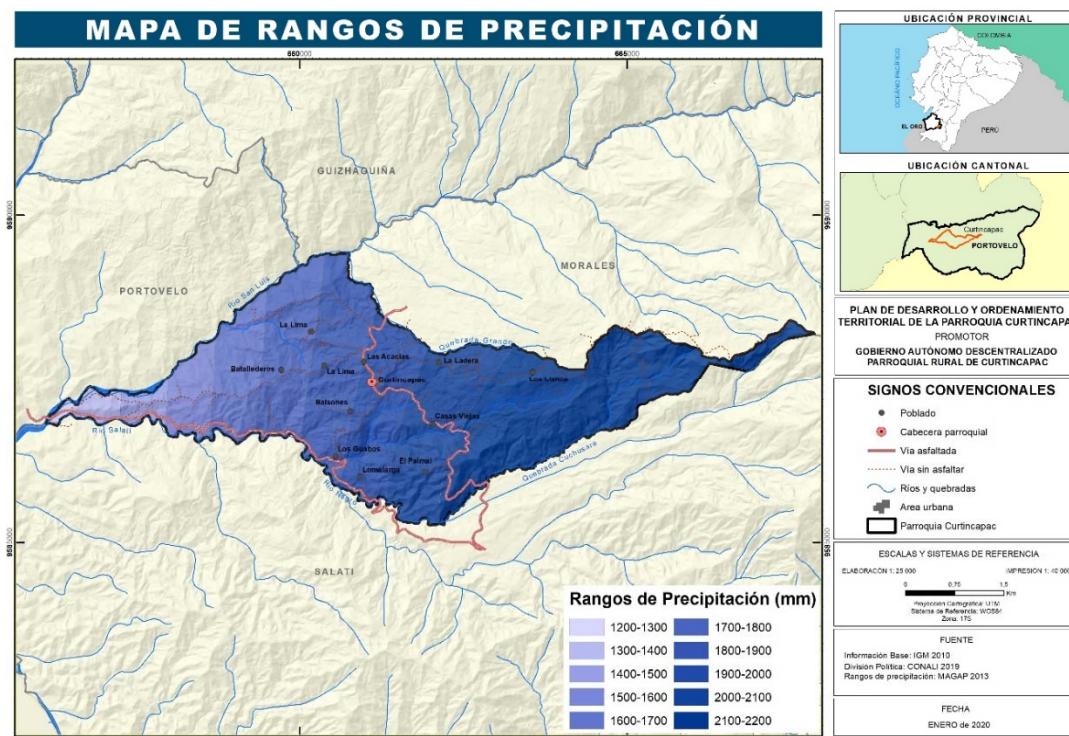 MAPA DE RANGOS DE PRECIPITACIÓN
660000
665000
9590000
9585000
9590000
9585000
GUIZHAGUIÑA
MORALES
PORTOVELO
SALATI
Río San Luis
Quebrada Grande
Quebrada Cuchusare
Río Salati
La Lima
Batallederos
La Lima
Las Acacias
Curtincapac
La Ladera
Balsones
Casas Viejas
Los Guabos
El Palmal
Lomalarga
Rangos de Precipitación (mm)
1200-1300
1300-1400
1400-1500
1500-1600
1600-1700
1700-1800
1800-1900
1900-2000
2000-2100
2100-2200
UBICACIÓN PROVINCIAL
COLOMBIA
OCÉANO PACÍFICO
EL ORO
PERÚ
UBICACIÓN CANTONAL
Curtincapac
PORTOVELO
PLAN DE DESARROLLO Y ORDENAMIENTO
TERRITORIAL DE LA PARROQUIA CURTINCAPA
PROMOTOR
GOBIERNO AUTÓNOMO DESCENTRALIZADO
PARROQUIAL RURAL DE CURTINCAPAC
SIGNOS CONVENCIONALES
Poblado
Cabecera parroquial
Vía asfaltada
Vía sin asfaltar
Ríos y quebradas
Area urbana
Parroquia Curtincapac
ESCALAS Y SISTEMAS DE REFERENCIA
ELABORACIÓN 1: 25 000
IMPRESIÓN 1: 40 000
0 0,75 1,5
Km
Proyección Cartográfica: UTM
Sistema de Referencia: WGS84
Zona: 17S
FUENTE
Información Base: IGM 2010
División Política: CONALI 2019
Rangos de precipitación: MAGAP 2013
FECHA
ENERO de 2020